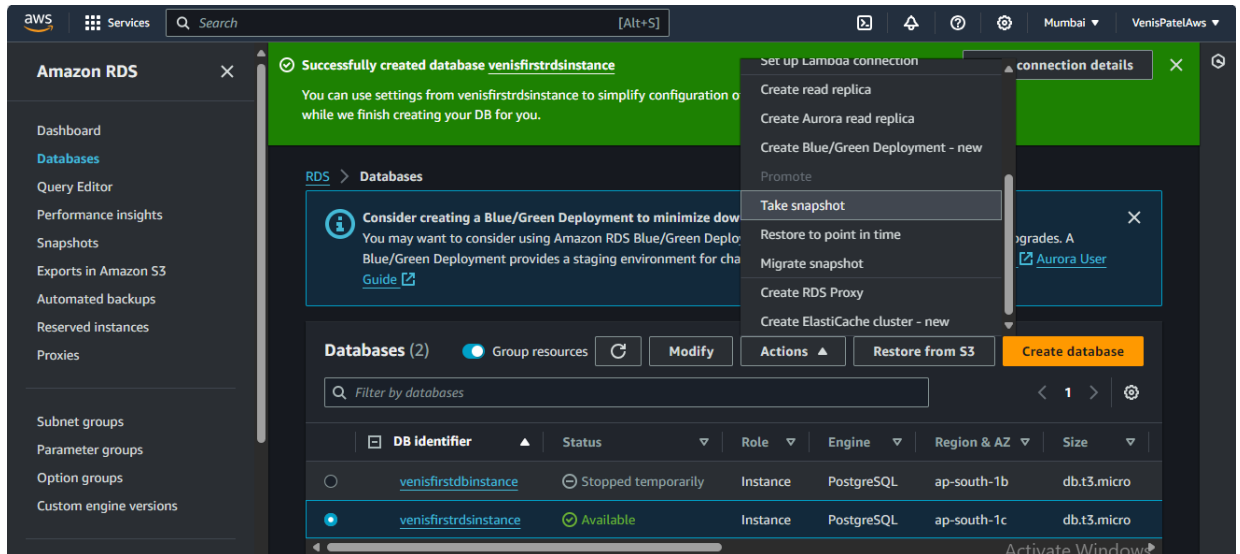 aws
Services
Search
[Alt+S]
Mumbai ▼
VenisPatelAws ▼
Amazon RDS
Dashboard
Databases
Query Editor
Performance insights
Snapshots
Exports in Amazon S3
Automated backups
Reserved instances
Proxies
Subnet groups
Parameter groups
Option groups
Custom engine versions
Successfully created database venisfirstrdsinstance
connection details
You can use settings from venisfirstrdsinstance to simplify configuration
while we finish creating your DB for you.
RDS > Databases
Consider creating a Blue/Green Deployment to minimize
You may want to consider using Amazon RDS Blue/Green
Blue/Green Deployment provides a staging environment for
Guide
A
Aurora User
Set up Lambda connection
Create read replica
Create Aurora read replica
Create Blue/Green Deployment - new
Promote
Take snapshot
Restore to point in time
Migrate snapshot
Create RDS Proxy
Create ElastiCache cluster - new
Databases (2)
Group resources
Modify
Actions ▲
Restore from S3
Create database
Filter by databases
1
DB identifier ▲ Status Role Engine Region & AZ Size
venisfirstdbinstance Stopped temporarily Instance PostgreSQL ap-south-1b db.t3.micro
venisfirstrdsinstance Available Instance PostgreSQL ap-south-1c db.t3.micro
Activate Windows